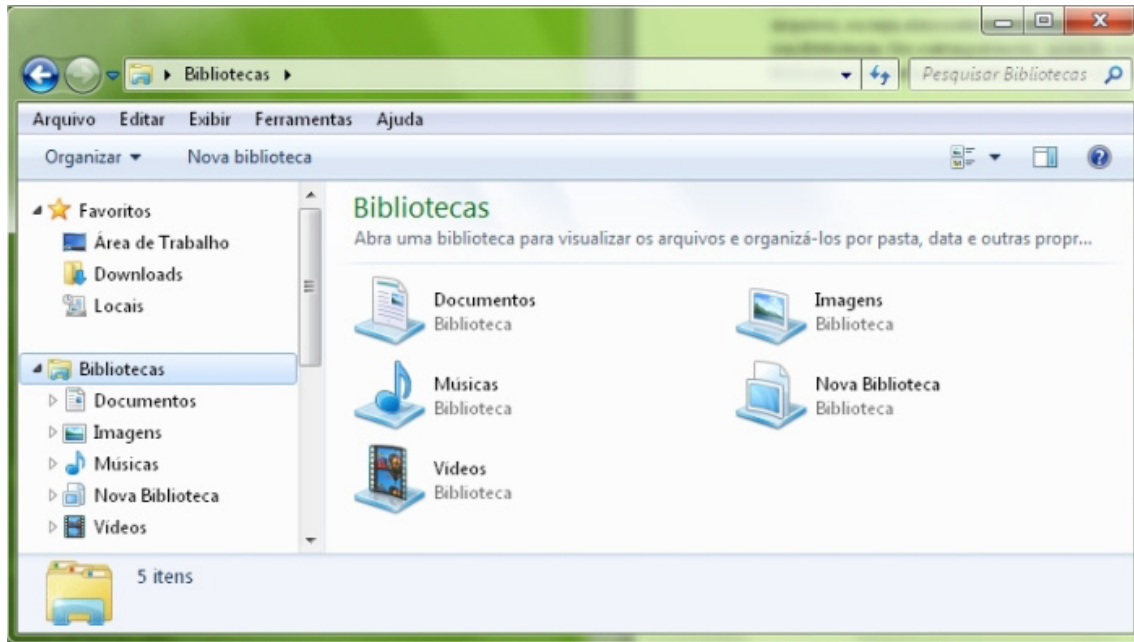 Bibliotecas
Pesquisar Bibliotecas
Arquivo Editar Exibir Ferramentas Ajuda
Organizar Nova biblioteca
Favoritos
Área de Trabalho
Downloads
Locais
Bibliotecas
Documentos
Imagens
Músicas
Nova Biblioteca
Vídeos
Bibliotecas
Abra uma biblioteca para visualizar os arquivos e organizá-los por pasta, data e outras propr...
Documentos
Biblioteca
Imagens
Biblioteca
Músicas
Biblioteca
Nova Biblioteca
Biblioteca
Vídeos
Biblioteca
5 itens